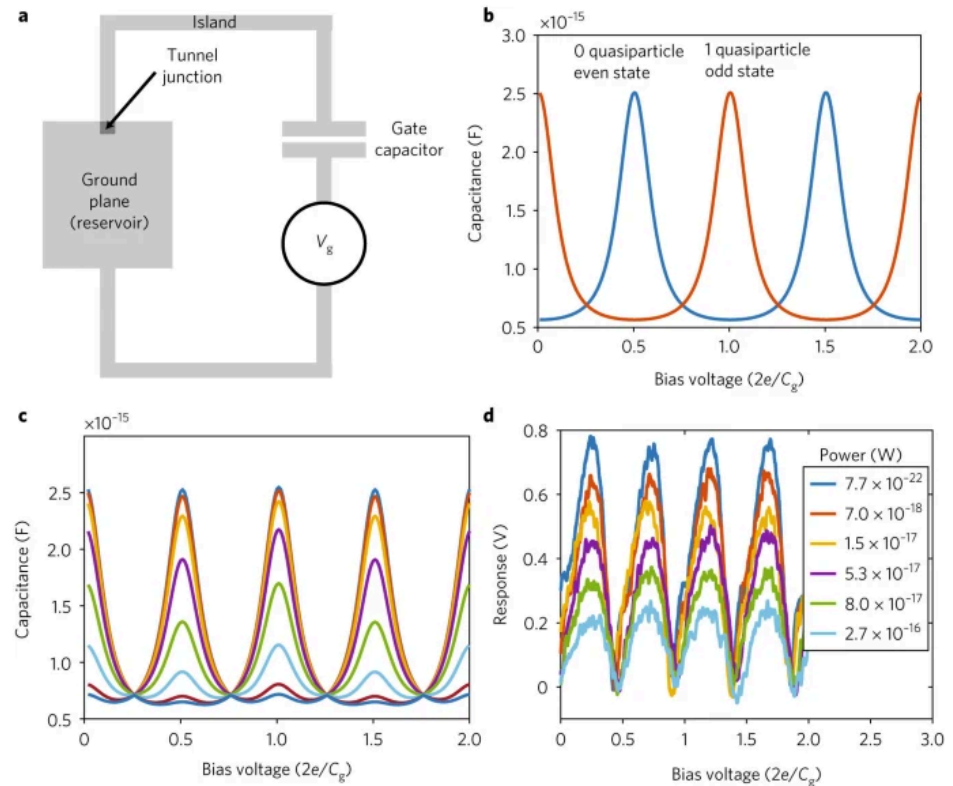 a
Island
Tunnel
junction
Ground
plane
(reservoir)
Gate
capacitor
Vg
b
×10−15
3.0
2.5
2.0
1.5
1.0
0.5
Capacitance (F)
0 quasiparticle
even state
1 quasiparticle
odd state
0
0.5
1.0
1.5
2.0
Bias voltage (2e/Cg)
c
×10−15
2.5
2.0
1.5
1.0
0.5
Capacitance (F)
0
0.5
1.0
1.5
2.0
Bias voltage (2e/Cg)
d
0.8
0.6
0.4
0.2
0
Response (V)
Power (W)
7.7 × 10−22
7.0 × 10−18
1.5 × 10−17
5.3 × 10−17
8.0 × 10−17
2.7 × 10−16
0
0.5
1
1.5
2
2.5
3.0
Bias voltage (2e/Cg)